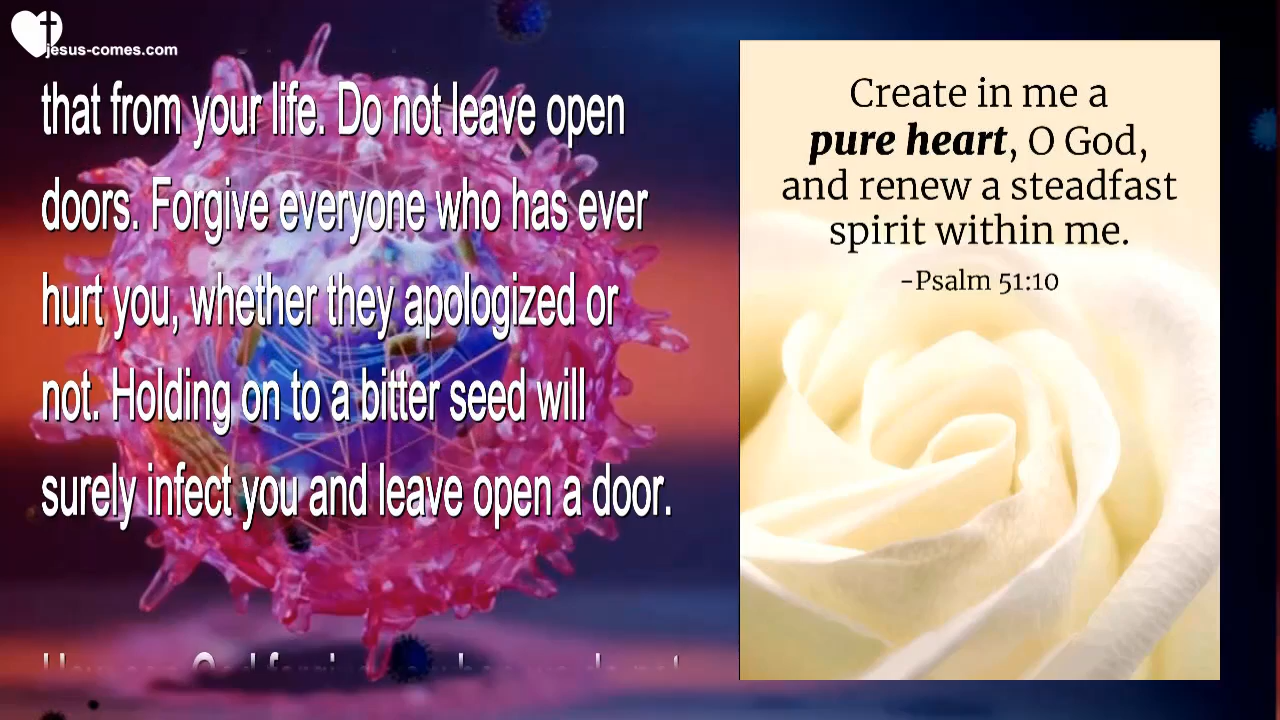 jesus-comes.com
that from your life. Do not leave open
doors. Forgive everyone who has ever
hurt you, whether they apologized or
not. Holding on to a bitter seed will
surely infect you and leave open a door.
Create in me a
pure heart, O God,
and renew a steadfast
spirit within me.
-Psalm 51:10